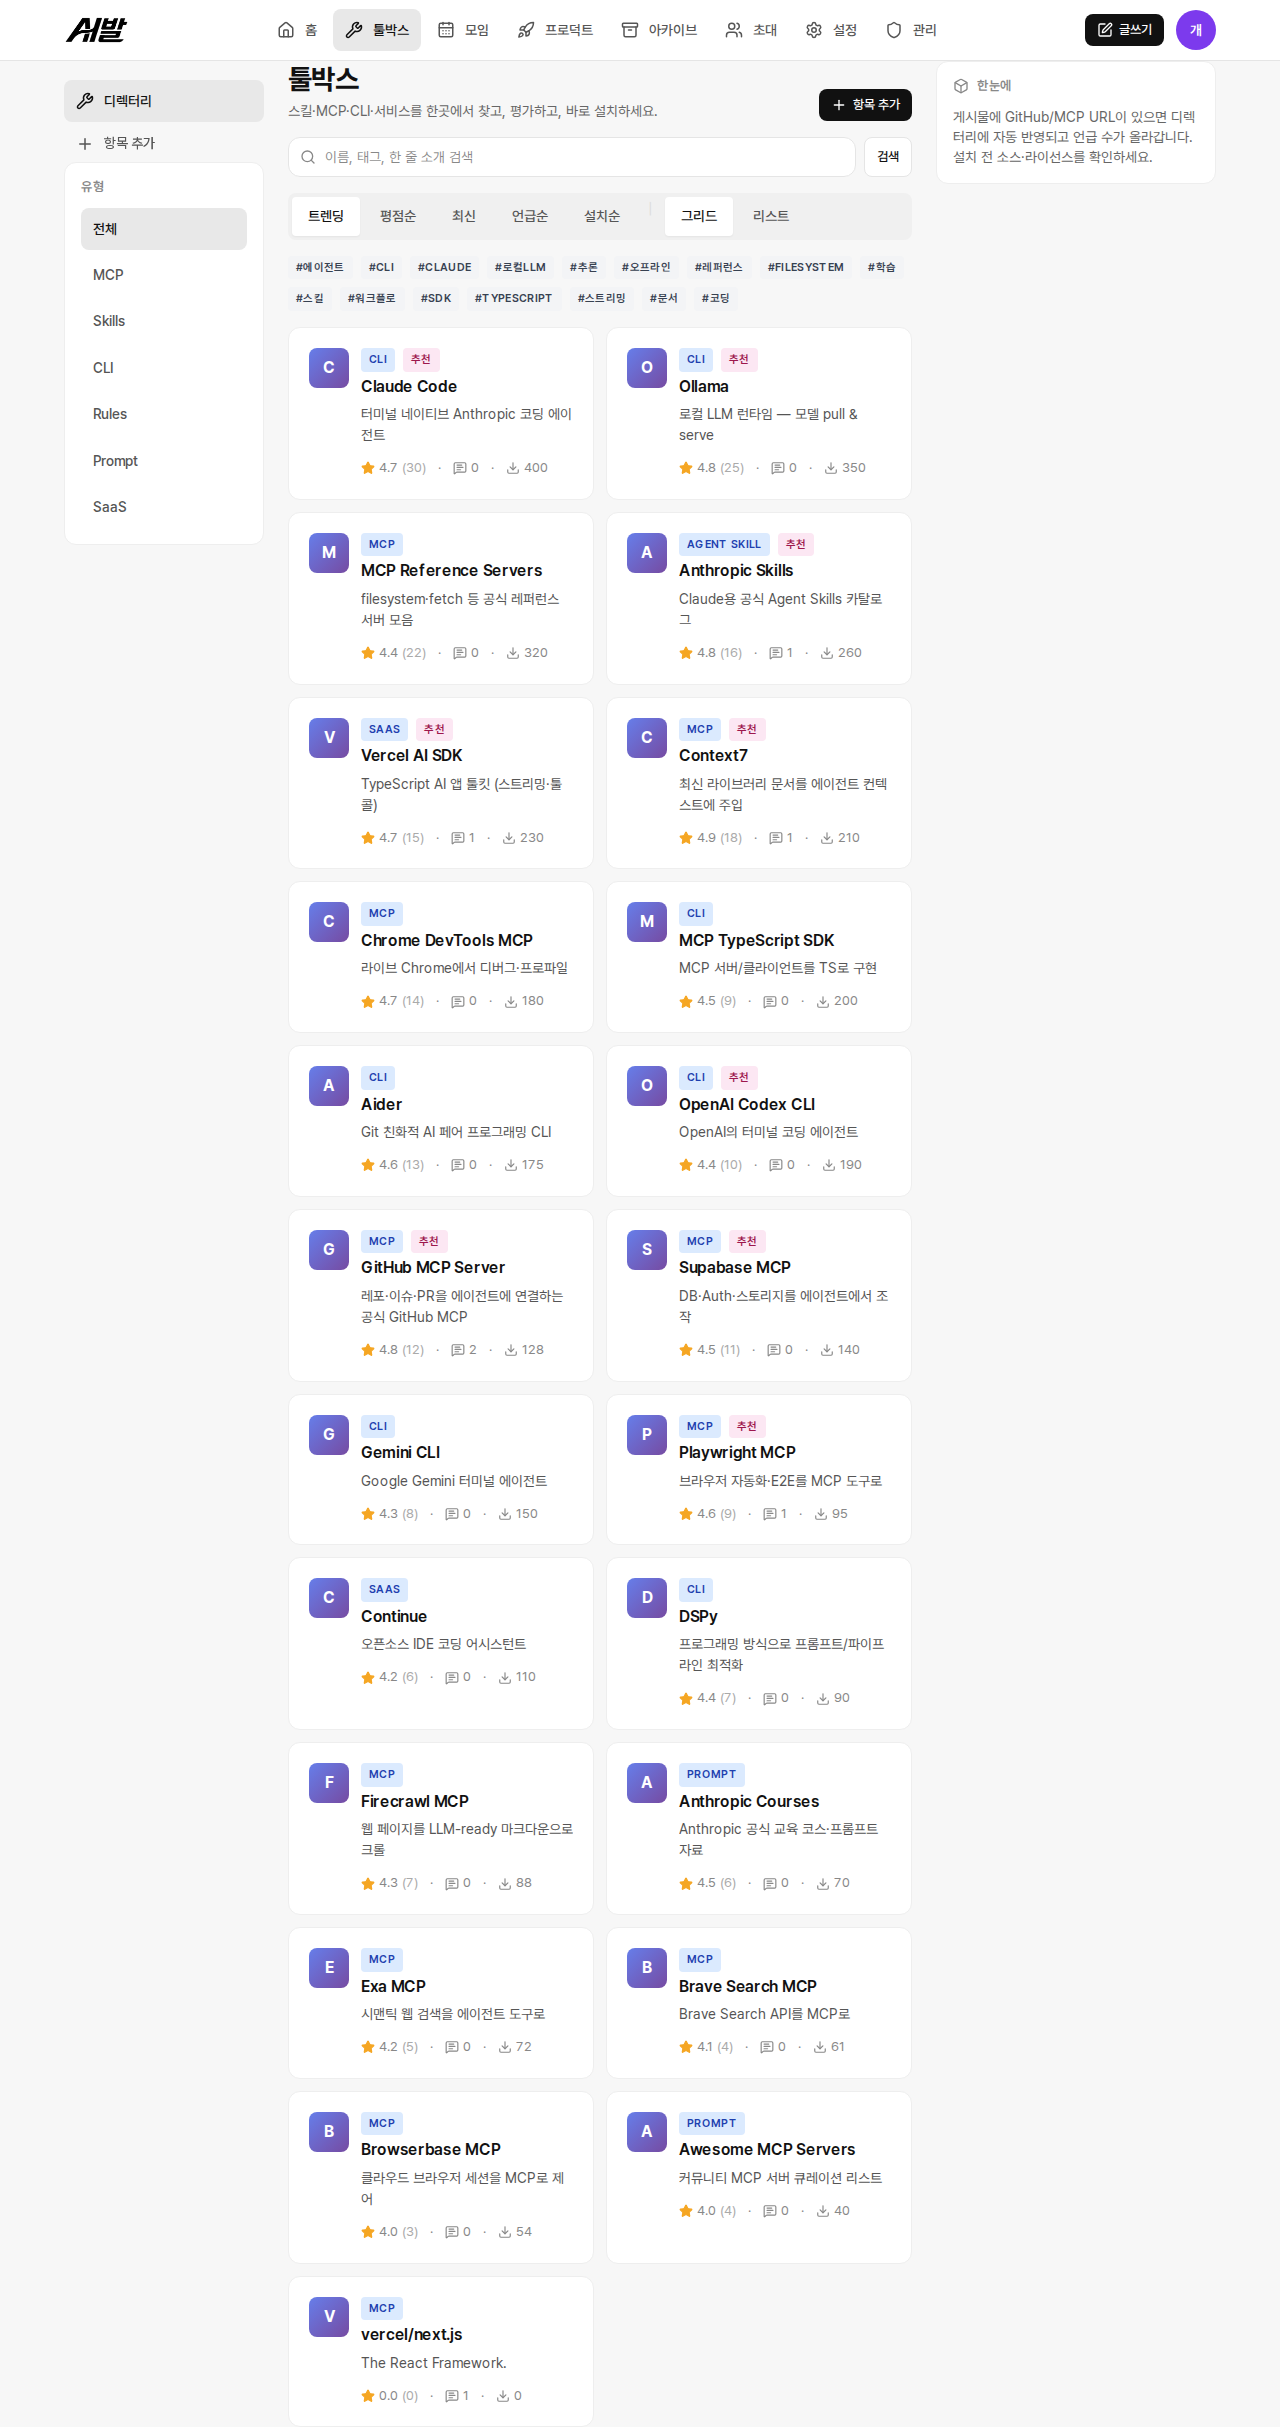 AI발
홈 툴박스 모임 프로덕트 아카이브 초대 설정 관리 글쓰기 개
디렉터리
항목 추가
유형
전체
MCP
Skills
CLI
Rules
Prompt
SaaS
툴박스
스킬·MCP·CLI·서비스를 한곳에서 찾고, 평가하고, 바로 설치하세요.
항목 추가
이름, 태그, 한 줄 소개 검색
검색
트렌딩 평점순 최신 언급순 설치순 그리드 리스트
#에이전트 #CLI #CLAUDE #로컬LLM #추론 #오프라인 #레퍼런스 #FILESYSTEM #학습
#스킬 #워크플로 #SDK #TYPESCRIPT #스트리밍 #문서 #코딩
C
CLI 추천
Claude Code
터미널 네이티브 Anthropic 코딩 에이
전트
4.7 (30) · 0 · 400
O
CLI 추천
Ollama
로컬 LLM 런타임 — 모델 pull &
serve
4.8 (25) · 0 · 350
M
MCP
MCP Reference Servers
filesystem·fetch 등 공식 레퍼런스
서버 모음
4.4 (22) · 0 · 320
A
AGENT SKILL 추천
Anthropic Skills
Claude용 공식 Agent Skills 카탈로
그
4.8 (16) · 1 · 260
V
SAAS 추천
Vercel AI SDK
TypeScript AI 앱 툴킷 (스트리밍·툴
콜)
4.7 (15) · 1 · 230
C
MCP 추천
Context7
최신 라이브러리 문서를 에이전트 컨텍
스트에 주입
4.9 (18) · 1 · 210
C
MCP
Chrome DevTools MCP
라이브 Chrome에서 디버그·프로파일
4.7 (14) · 0 · 180
M
CLI
MCP TypeScript SDK
MCP 서버/클라이언트를 TS로 구현
4.5 (9) · 0 · 200
A
CLI
Aider
Git 친화적 AI 페어 프로그래밍 CLI
4.6 (13) · 0 · 175
O
CLI 추천
OpenAI Codex CLI
OpenAI의 터미널 코딩 에이전트
4.4 (10) · 0 · 190
G
MCP 추천
GitHub MCP Server
레포·이슈·PR을 에이전트에 연결하는
공식 GitHub MCP
4.8 (12) · 2 · 128
S
MCP 추천
Supabase MCP
DB·Auth·스토리지를 에이전트에서 조
작
4.5 (11) · 0 · 140
G
CLI
Gemini CLI
Google Gemini 터미널 에이전트
4.3 (8) · 0 · 150
P
MCP 추천
Playwright MCP
브라우저 자동화·E2E를 MCP 도구로
4.6 (9) · 1 · 95
C
SAAS
Continue
오픈소스 IDE 코딩 어시스턴트
4.2 (6) · 0 · 110
D
CLI
DSPy
프로그래밍 방식으로 프롬프트/파이프
라인 최적화
4.4 (7) · 0 · 90
F
MCP
Firecrawl MCP
웹 페이지를 LLM-ready 마크다운으로
크롤
4.3 (7) · 0 · 88
A
PROMPT
Anthropic Courses
Anthropic 공식 교육 코스·프롬프트
자료
4.5 (6) · 0 · 70
E
MCP
Exa MCP
시맨틱 웹 검색을 에이전트 도구로
4.2 (5) · 0 · 72
B
MCP
Brave Search MCP
Brave Search API를 MCP로
4.1 (4) · 0 · 61
B
MCP
Browserbase MCP
클라우드 브라우저 세션을 MCP로 제
어
4.0 (3) · 0 · 54
A
PROMPT
Awesome MCP Servers
커뮤니티 MCP 서버 큐레이션 리스트
4.0 (4) · 0 · 40
V
MCP
vercel/next.js
The React Framework.
0.0 (0) · 1 · 0
한눈에
게시물에 GitHub/MCP URL이 있으면 디렉
터리에 자동 반영되고 언급 수가 올라갑니다.
설치 전 소스·라이선스를 확인하세요.